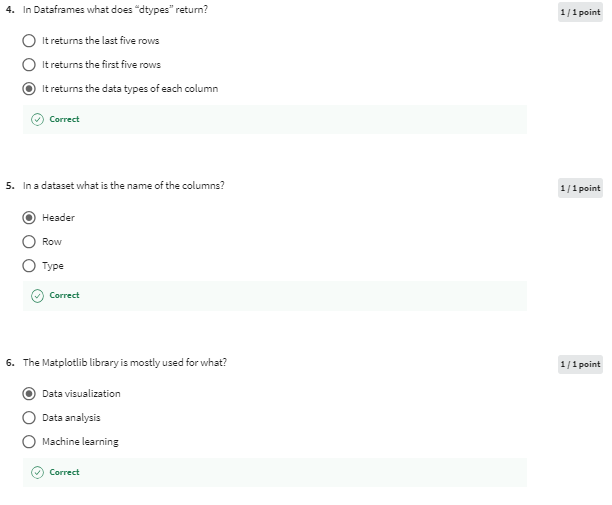 4. In Dataframes what does "dtypes" return?
1 / 1 point
It returns the last five rows
It returns the first five rows
It returns the data types of each column
Correct
5. In a dataset what is the name of the columns?
1 / 1 point
Header
Row
Type
Correct
6. The Matplotlib library is mostly used for what?
1 / 1 point
Data visualization
Data analysis
Machine learning
Correct